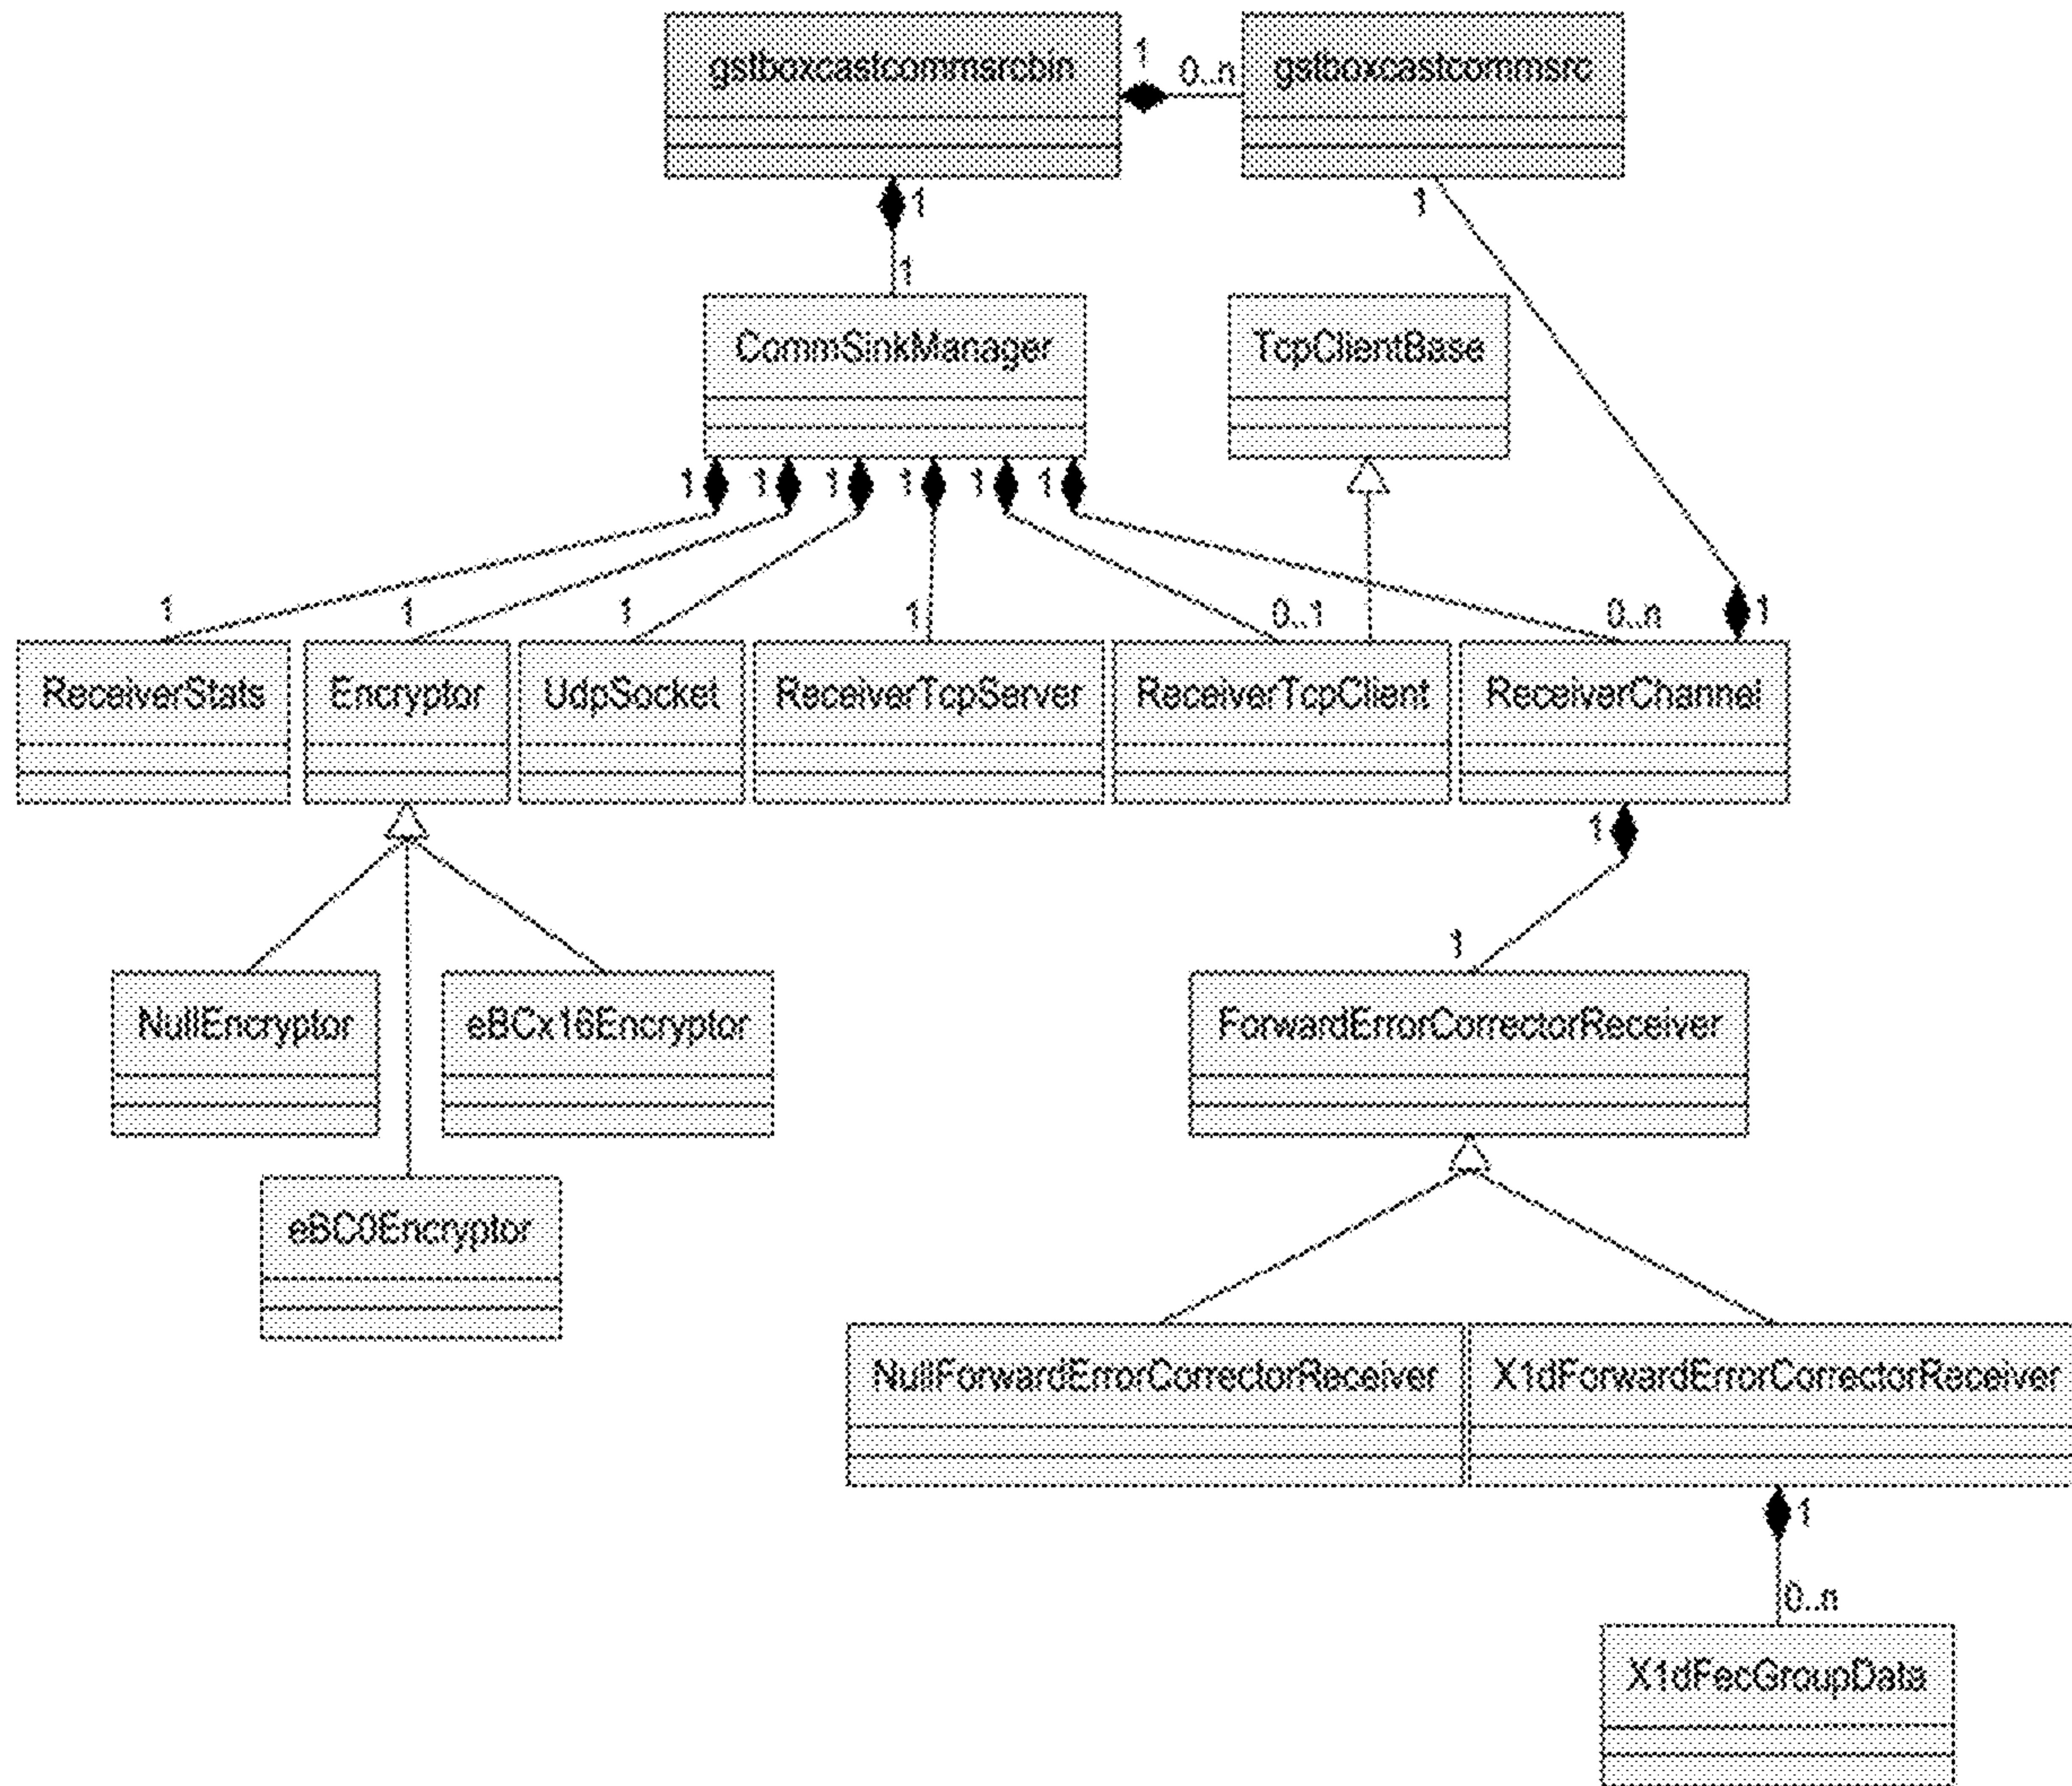 gstboxcastcommsrcbin
1
0..n
gstboxcastcommsrc
1
1
1
CommSinkManager
TcpClientBase
1
1
1
1
1
1
1
1
1
1
0..1
0..n
1
ReceiverStats
Encryptor
UdpSocket
ReceiverTcpServer
ReceiverTcpClient
ReceiverChannel
1
1
NullEncryptor
eBCx16Encryptor
ForwardErrorCorrectorReceiver
eBC0Encryptor
NullForwardErrorCorrectorReceiver
X1dForwardErrorCorrectorReceiver
1
0..n
X1dFecGroupData